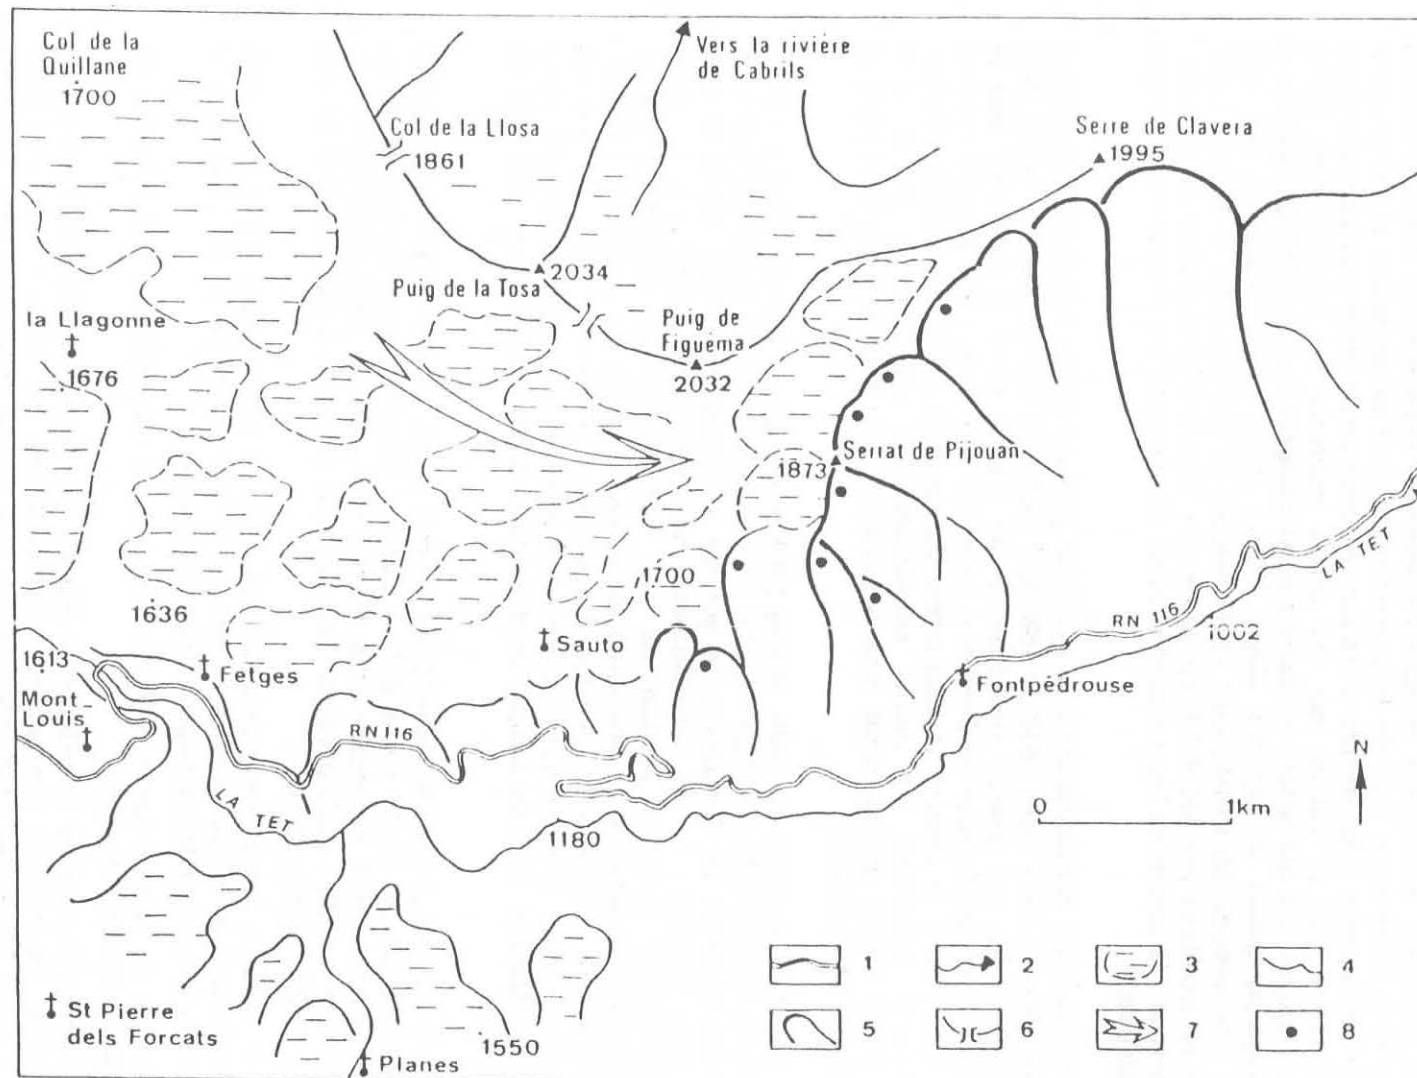 Col de la
Quillane
1700
Vers la rivière
de Cabrils
Col de la Llosa
1861
Serre de Clavera
1995
2034
Puig de la Tosa
la Llagonne
1676
Puig de
Figuéma
2032
1873
Serrat de Pijouan
1700
1636
Sauto
LA TET
RN 116
1002
1613
Fetges
Fontpédrouse
Mont_
Louis
RN 116
LA TET
N
0
1km
1180
1
2
3
4
St Pierre
dels Forcats
1550
5
6
7
8
Planes